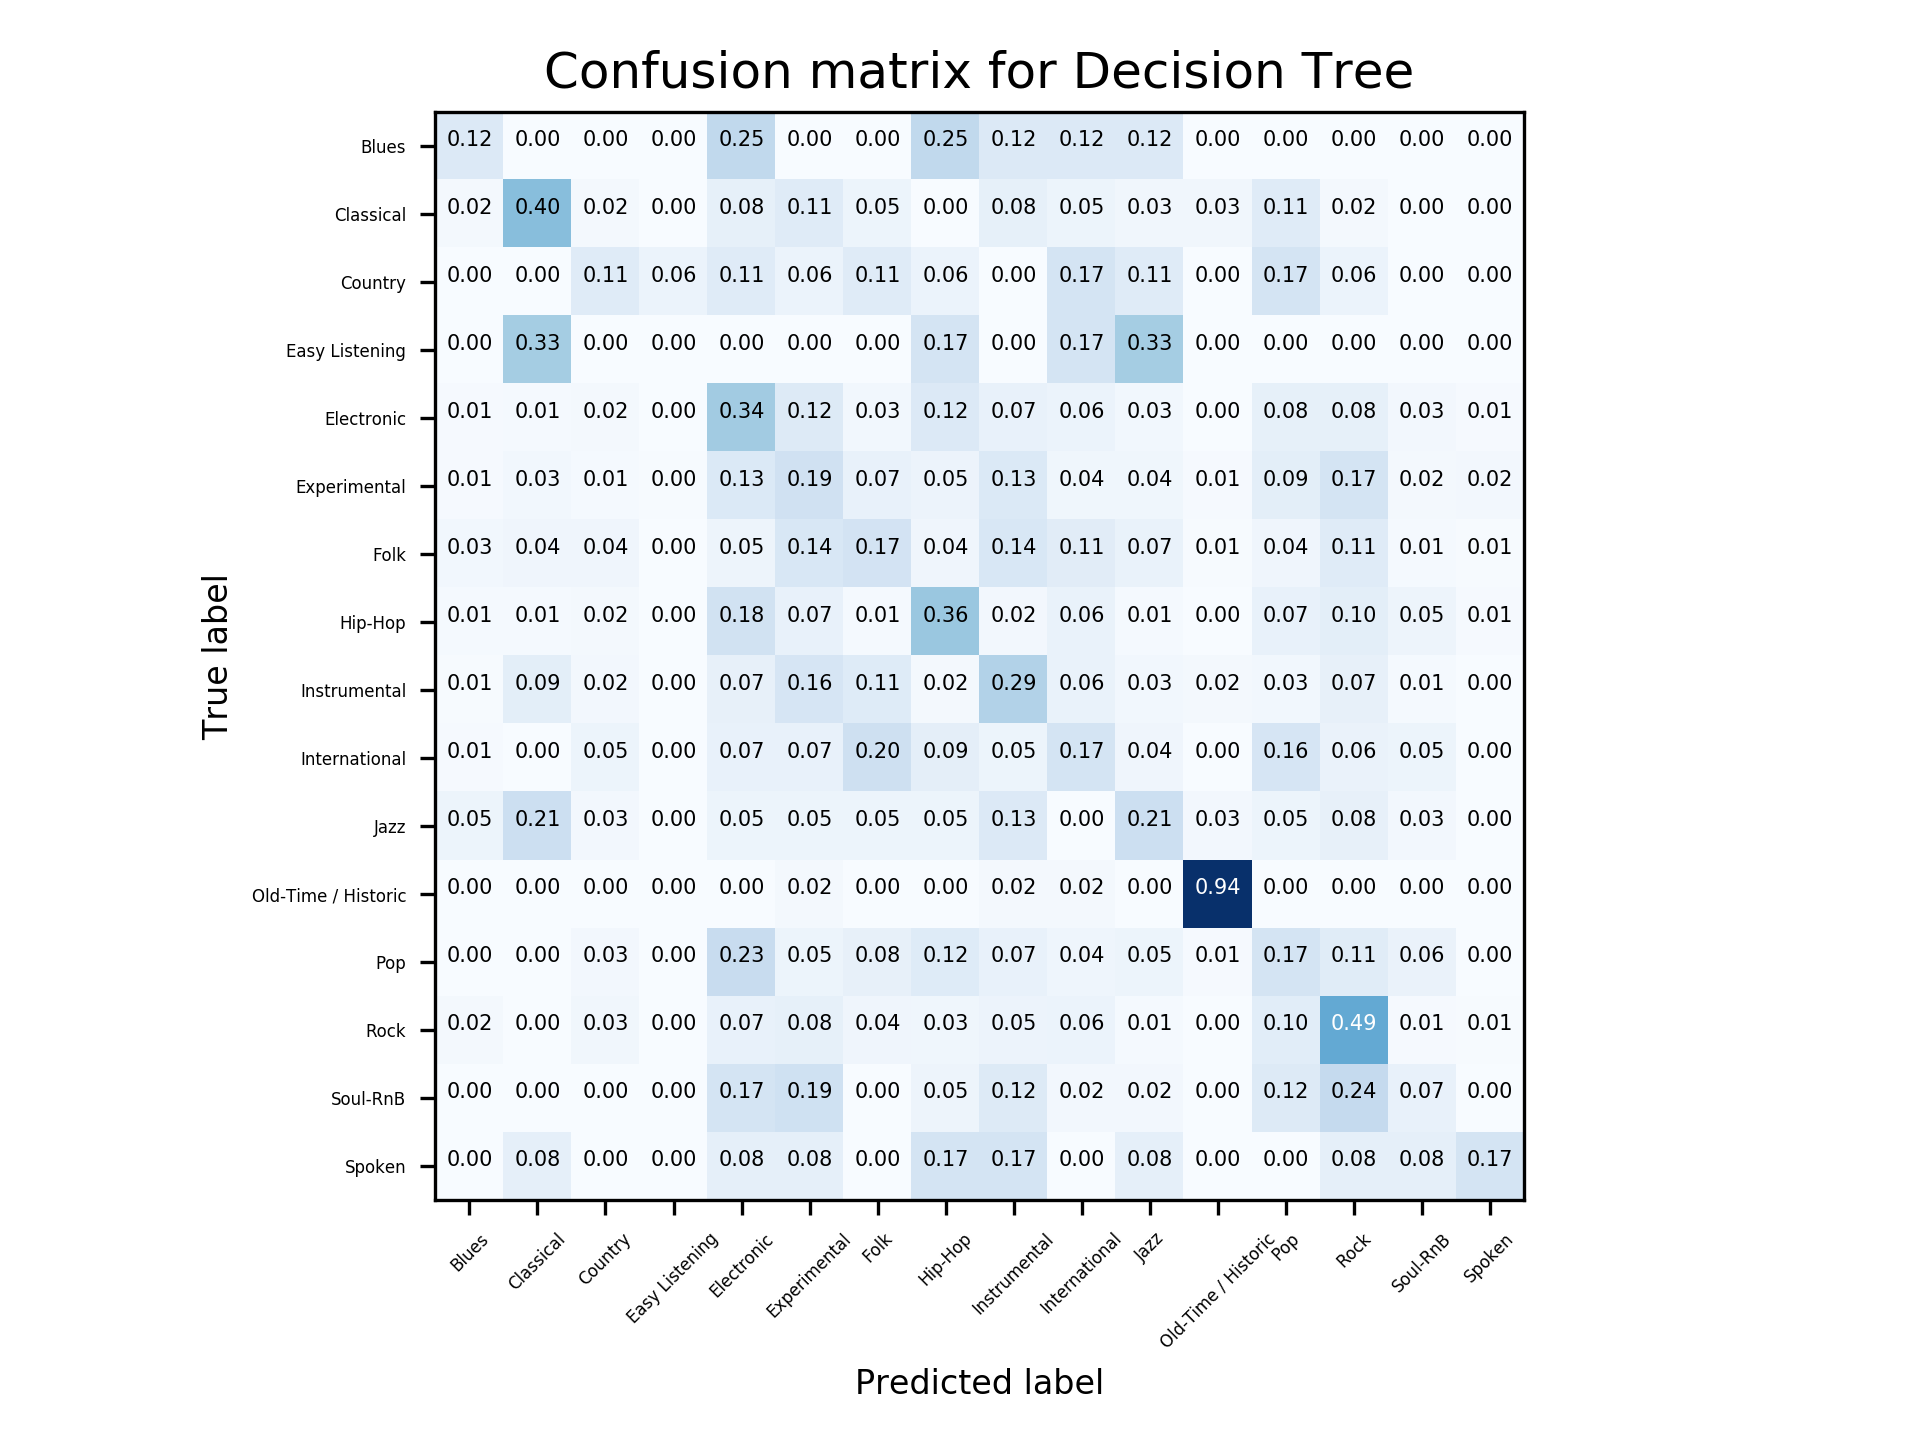 Confusion matrix for Decision Tree
True label
Blues 0.12 0.00 0.00 0.00 0.25 0.00 0.00 0.25 0.12 0.12 0.12 0.00 0.00 0.00 0.00 0.00
Classical 0.02 0.40 0.02 0.00 0.08 0.11 0.05 0.00 0.08 0.05 0.03 0.03 0.11 0.02 0.00 0.00
Country 0.00 0.00 0.11 0.06 0.11 0.06 0.11 0.06 0.00 0.17 0.11 0.00 0.17 0.06 0.00 0.00
Easy Listening 0.00 0.33 0.00 0.00 0.00 0.00 0.00 0.17 0.00 0.17 0.33 0.00 0.00 0.00 0.00 0.00
Electronic 0.01 0.01 0.02 0.00 0.34 0.12 0.03 0.12 0.07 0.06 0.03 0.00 0.08 0.08 0.03 0.01
Experimental 0.01 0.03 0.01 0.00 0.13 0.19 0.07 0.05 0.13 0.04 0.04 0.01 0.09 0.17 0.02 0.02
Folk 0.03 0.04 0.04 0.00 0.05 0.14 0.17 0.04 0.14 0.11 0.07 0.01 0.04 0.11 0.01 0.01
Hip-Hop 0.01 0.01 0.02 0.00 0.18 0.07 0.01 0.36 0.02 0.06 0.01 0.00 0.07 0.10 0.05 0.01
Instrumental 0.01 0.09 0.02 0.00 0.07 0.16 0.11 0.02 0.29 0.06 0.03 0.02 0.03 0.07 0.01 0.00
International 0.01 0.00 0.05 0.00 0.07 0.07 0.20 0.09 0.05 0.17 0.04 0.00 0.16 0.06 0.05 0.00
Jazz 0.05 0.21 0.03 0.00 0.05 0.05 0.05 0.05 0.13 0.00 0.21 0.03 0.05 0.08 0.03 0.00
Old-Time / Historic 0.00 0.00 0.00 0.00 0.00 0.02 0.00 0.00 0.02 0.02 0.00 0.94 0.00 0.00 0.00 0.00
Pop 0.00 0.00 0.03 0.00 0.23 0.05 0.08 0.12 0.07 0.04 0.05 0.01 0.17 0.11 0.06 0.00
Rock 0.02 0.00 0.03 0.00 0.07 0.08 0.04 0.03 0.05 0.06 0.01 0.00 0.10 0.49 0.01 0.01
Soul-RnB 0.00 0.00 0.00 0.00 0.17 0.19 0.00 0.05 0.12 0.02 0.02 0.00 0.12 0.24 0.07 0.00
Spoken 0.00 0.08 0.00 0.00 0.08 0.08 0.00 0.17 0.17 0.00 0.08 0.00 0.00 0.08 0.08 0.17
Blues Classical Country Easy Listening Electronic Experimental Folk Hip-Hop Instrumental International Jazz Old-Time / Historic Pop Rock Soul-RnB Spoken
Predicted label